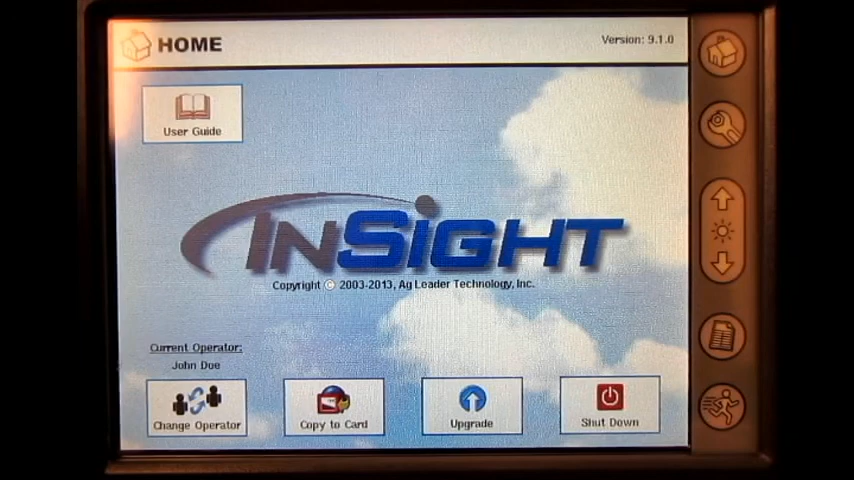 HOME
Version: 9.1.0
User Guide
INSIGHT
Copyright © 2003-2013, Ag Leader Technology, Inc.
Current Operator:
John Doe
Change Operator
Copy to Card
Upgrade
Shut Down